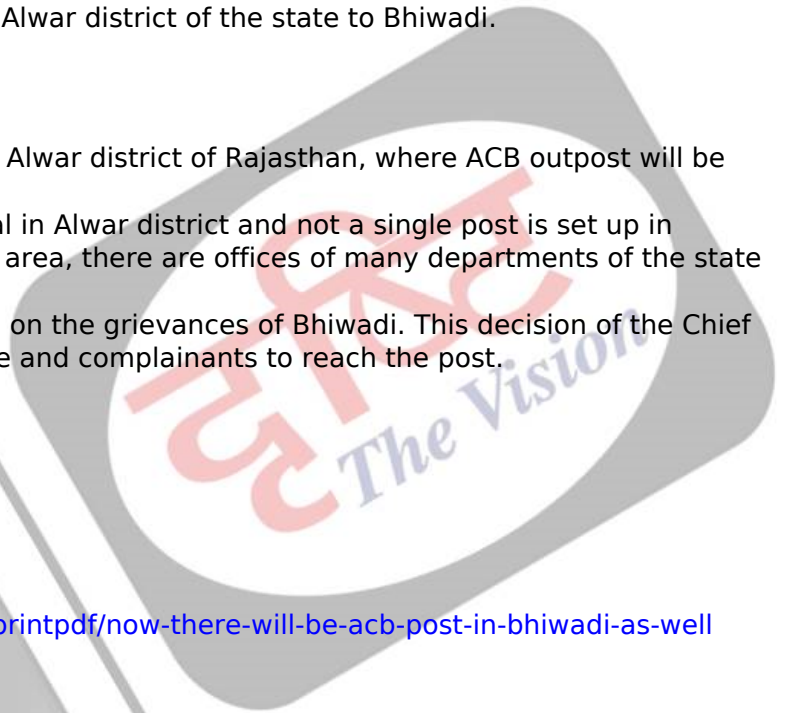 Alwar district of the state to Bhiwadi.
Alwar district of Rajasthan, where ACB outpost will be
l in Alwar district and not a single post is set up in
area, there are offices of many departments of the state
on the grievances of Bhiwadi. This decision of the Chief
e and complainants to reach the post.
दृष्टि
The Vision
printpdf/now-there-will-be-acb-post-in-bhiwadi-as-well